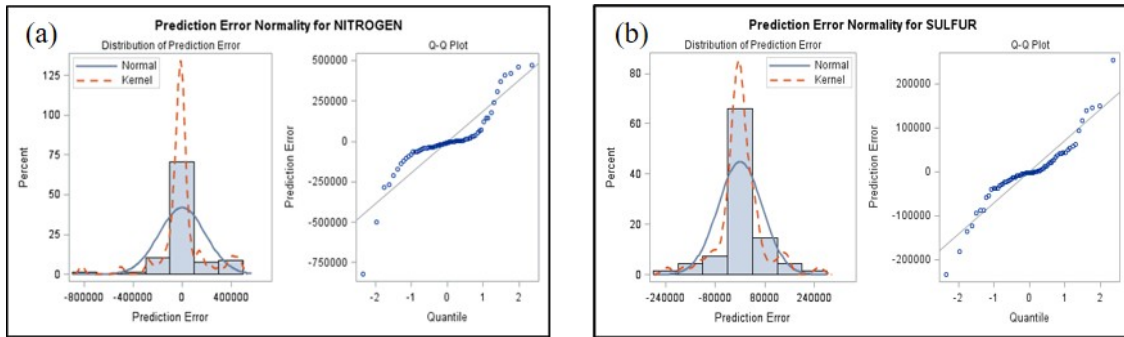 (a)
Prediction Error Normality for NITROGEN
Distribution of Prediction Error
Normal
Kernel
Percent
125
100
75
50
25
0
-800000 -400000 0 400000
Prediction Error
Q-Q Plot
Prediction Error
500000
250000
0
-250000
-500000
-750000
-2 -1 0 1 2
Quantile
(b)
Prediction Error Normality for SULFUR
Distribution of Prediction Error
Normal
Kernel
Percent
80
60
40
20
0
-240000 -80000 80000 240000
Prediction Error
Q-Q Plot
Prediction Error
200000
100000
0
-100000
-200000
-2 -1 0 1 2
Quantile